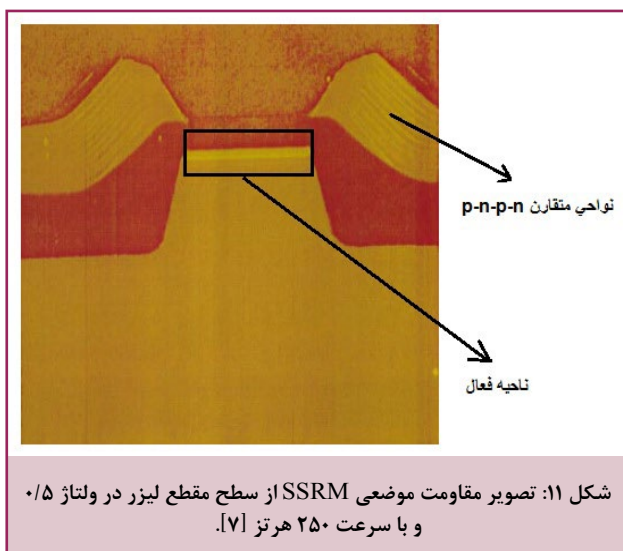 نواحي متقارن p-n-p-n
ناحیه فعال
شکل ۱۱: تصویر مقاومت موضعی SSRM از سطح مقطع لیزر در ولتاژ ۰/۵
و با سرعت ۲۵۰ هرتز [۷].